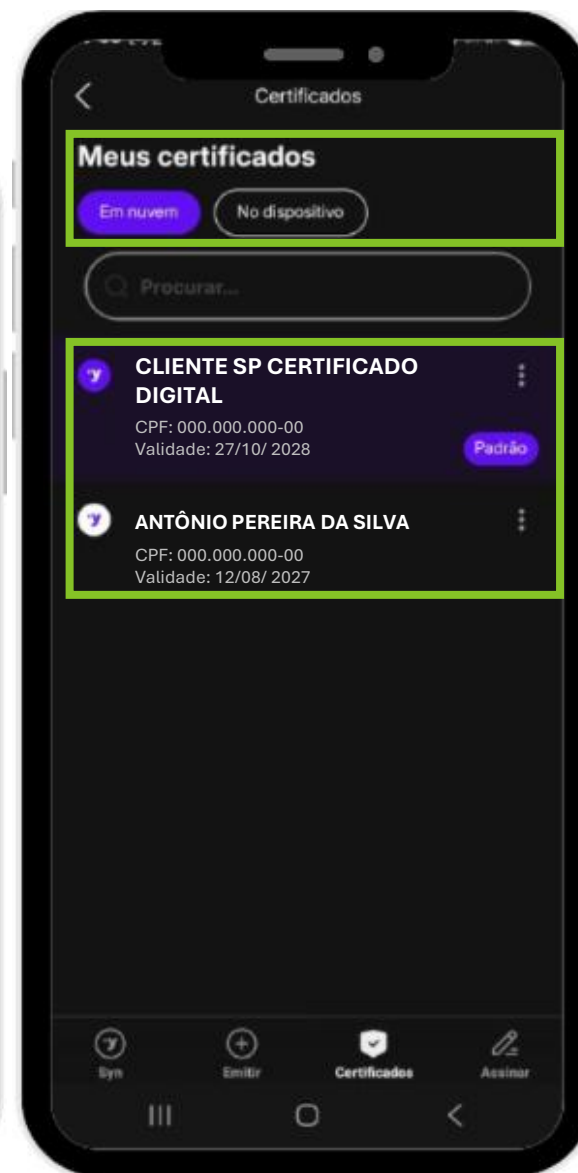 Certificados
Meus certificados
Em nuvem
No dispositivo
Procurar...
CLIENTE SP CERTIFICADO
DIGITAL
CPF: 000.000.000-00
Validade: 27/10/ 2028
Padrão
ANTÔNIO PEREIRA DA SILVA
CPF: 000.000.000-00
Validade: 12/08/ 2027
Syn
Emitir
Certificados
Assinar